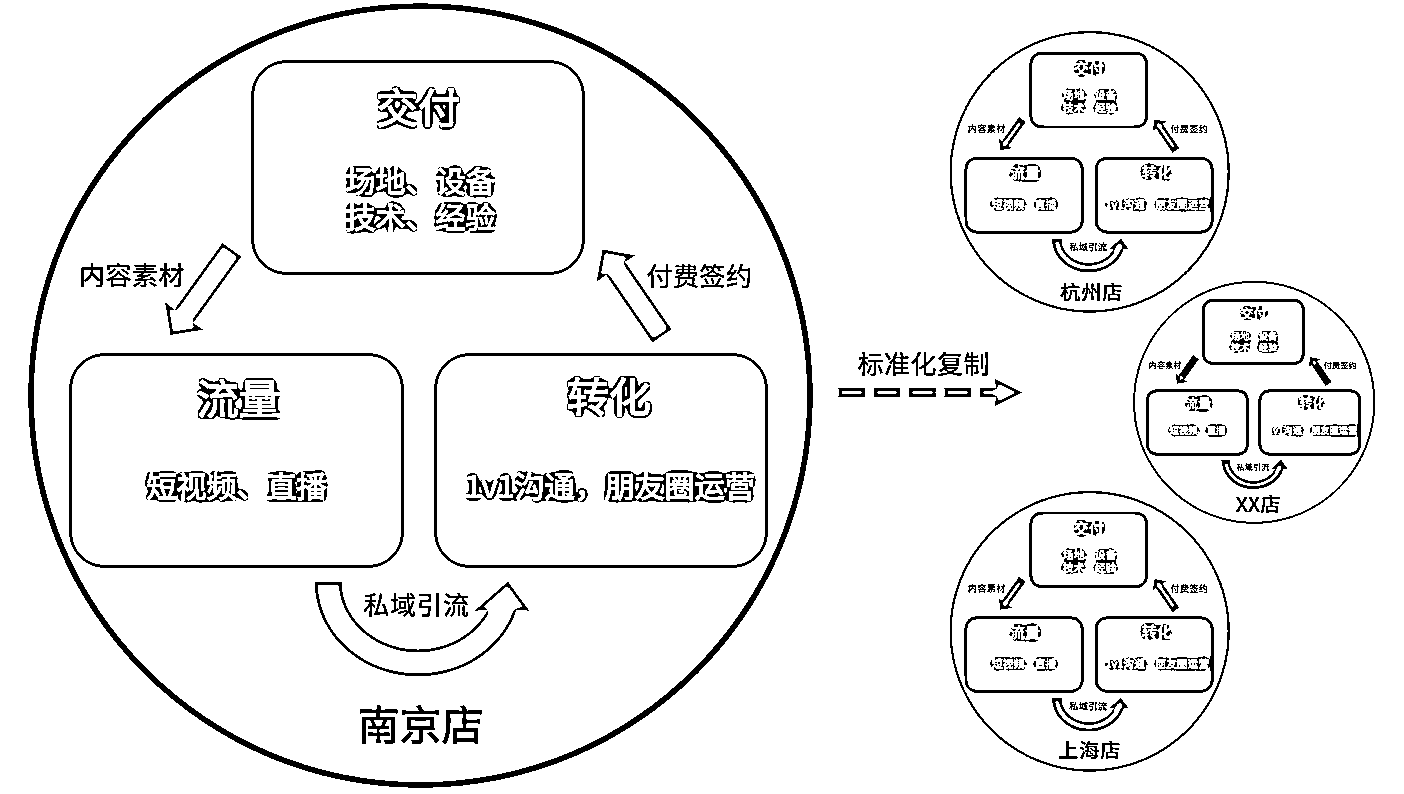 交付
场地、设备
技术、经验
内容素材
付费签约
流量
短视频、直播
转化
1v1沟通，朋友圈运营
私域引流
南京店
标准化复制
交付
场地、设备
技术、经验
内容素材
付费签约
流量
短视频、直播
转化
1v1沟通，朋友圈运营
私域引流
杭州店
交付
场地、设备
技术、经验
内容素材
付费签约
流量
短视频、直播
转化
1v1沟通，朋友圈运营
私域引流
XX店
交付
场地、设备
技术、经验
内容素材
付费签约
流量
短视频、直播
转化
1v1沟通，朋友圈运营
私域引流
上海店